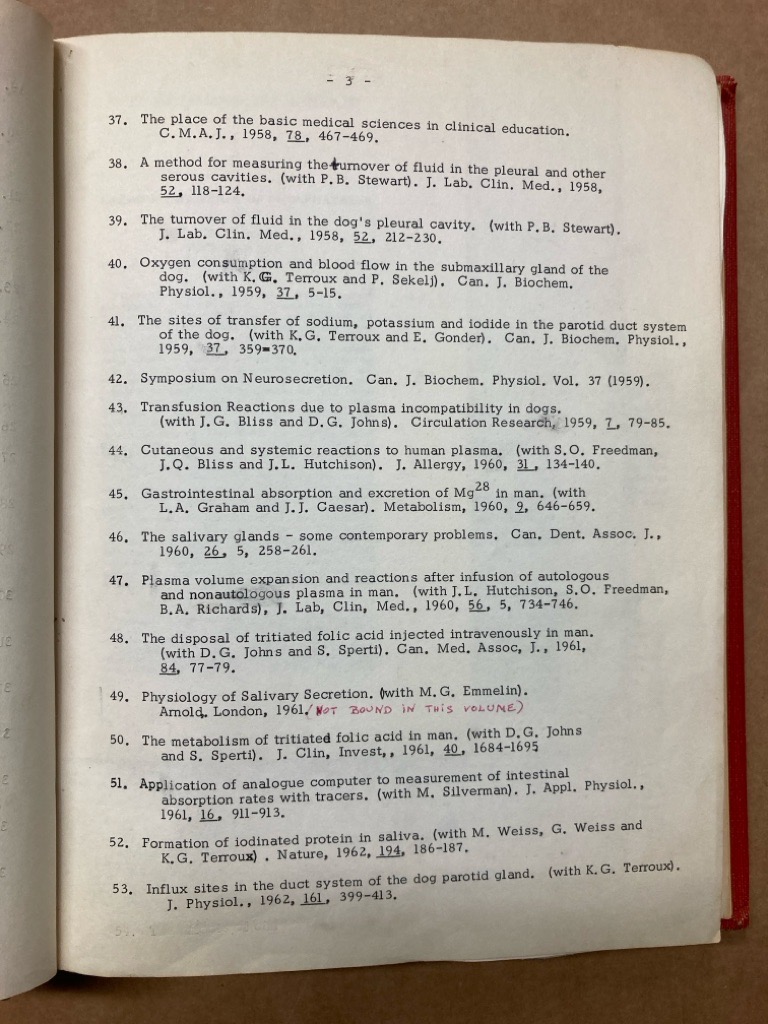 - 3 -
37. The place of the basic medical sciences in clinical education.
C.M.A.J., 1958, 78, 467-469.
38. A method for measuring the turnover of fluid in the pleural and other
serous cavities. (with P.B. Stewart). J. Lab. Clin. Med., 1958,
52, 118-124.
39. The turnover of fluid in the dog's pleural cavity. (with P.B. Stewart).
J. Lab. Clin. Med., 1958, 52, 212-230.
40. Oxygen consumption and blood flow in the submaxillary gland of the
dog. (with K.G. Terroux and P. Sekelj). Can. J. Biochem.
Physiol., 1959, 37, 5-15.
41. The sites of transfer of sodium, potassium and iodide in the parotid duct system
of the dog. (with K.G. Terroux and E. Gonder). Can. J. Biochem. Physiol.,
1959, 37, 359=370.
42. Symposium on Neurosecretion. Can. J. Biochem. Physiol. Vol. 37 (1959).
43. Transfusion Reactions due to plasma incompatibility in dogs.
(with J.G. Bliss and D.G. Johns). Circulation Research, 1959, 7, 79-85.
44. Cutaneous and systemic reactions to human plasma. (with S.O. Freedman,
J.Q. Bliss and J.L. Hutchison). J. Allergy, 1960, 31, 134-140.
45. Gastrointestinal absorption and excretion of Mg28 in man. (with
L.A. Graham and J.J. Caesar). Metabolism, 1960, 9, 646-659.
46. The salivary glands - some contemporary problems. Can. Dent. Assoc. J.,
1960, 26, 5, 258-261.
47. Plasma volume expansion and reactions after infusion of autologous
and nonautologous plasma in man. (with J.L. Hutchison, S.O. Freedman,
B.A. Richards), J. Lab, Clin, Med., 1960, 56, 5, 734-746.
48. The disposal of tritiated folic acid injected intravenously in man.
(with D.G. Johns and S. Sperti). Can. Med. Assoc, J., 1961,
84, 77-79.
49. Physiology of Salivary Secretion. (with M.G. Emmelin).
Arnold. London, 1961. (NOT BOUND IN THIS VOLUME)
50. The metabolism of tritiated folic acid in man. (with D.G. Johns
and S. Sperti). J. Clin, Invest,, 1961, 40, 1684-1695
51. Application of analogue computer to measurement of intestinal
absorption rates with tracers. (with M. Silverman). J. Appl. Physiol.,
1961, 16, 911-913.
52. Formation of iodinated protein in saliva. (with M. Weiss, G. Weiss and
K.G. Terroux) . Nature, 1962, 194, 186-187.
53. Influx sites in the duct system of the dog parotid gland. (with K.G. Terroux).
J. Physiol., 1962, 161, 399-413.